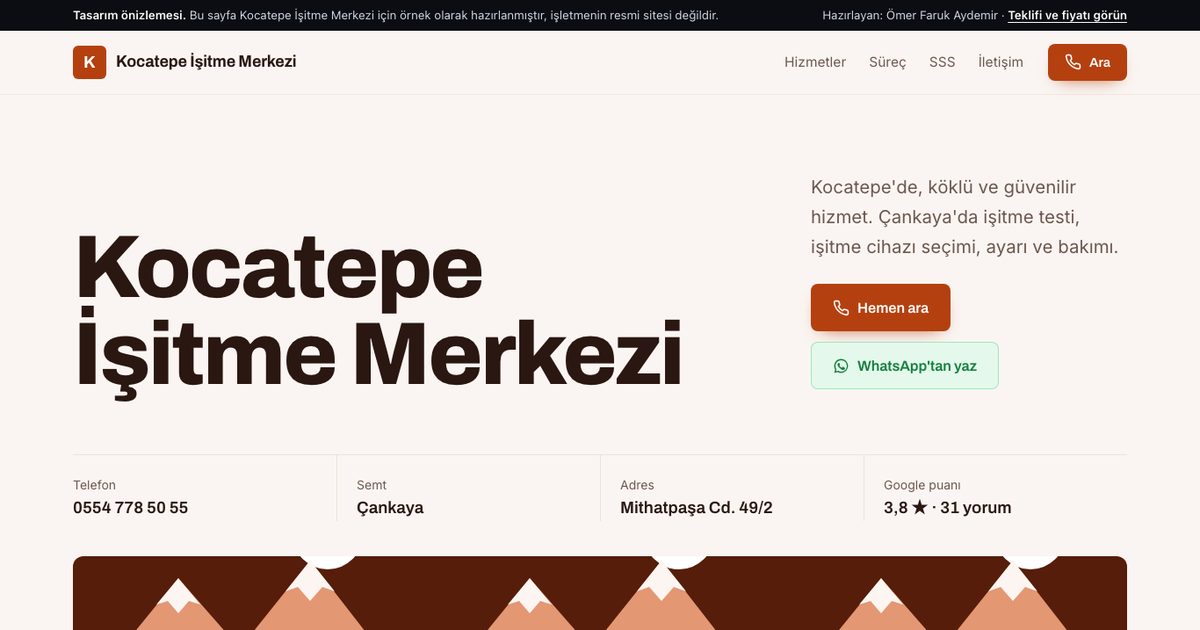 Tasarım önizlemesi. Bu sayfa Kocatepe İşitme Merkezi için örnek olarak hazırlanmıştır, işletmenin resmi sitesi değildir.
Hazırlayan: Ömer Faruk Aydemir · Teklifi ve fiyatı görün
K Kocatepe İşitme Merkezi
Hizmetler Süreç SSS İletişim Ara
Kocatepe
İşitme Merkezi
Kocatepe'de, köklü ve güvenilir
hizmet. Çankaya'da işitme testi,
işitme cihazı seçimi, ayarı ve bakımı.
Hemen ara
WhatsApp'tan yaz
Telefon
0554 778 50 55
Semt
Çankaya
Adres
Mithatpaşa Cd. 49/2
Google puanı
3,8 ★ · 31 yorum